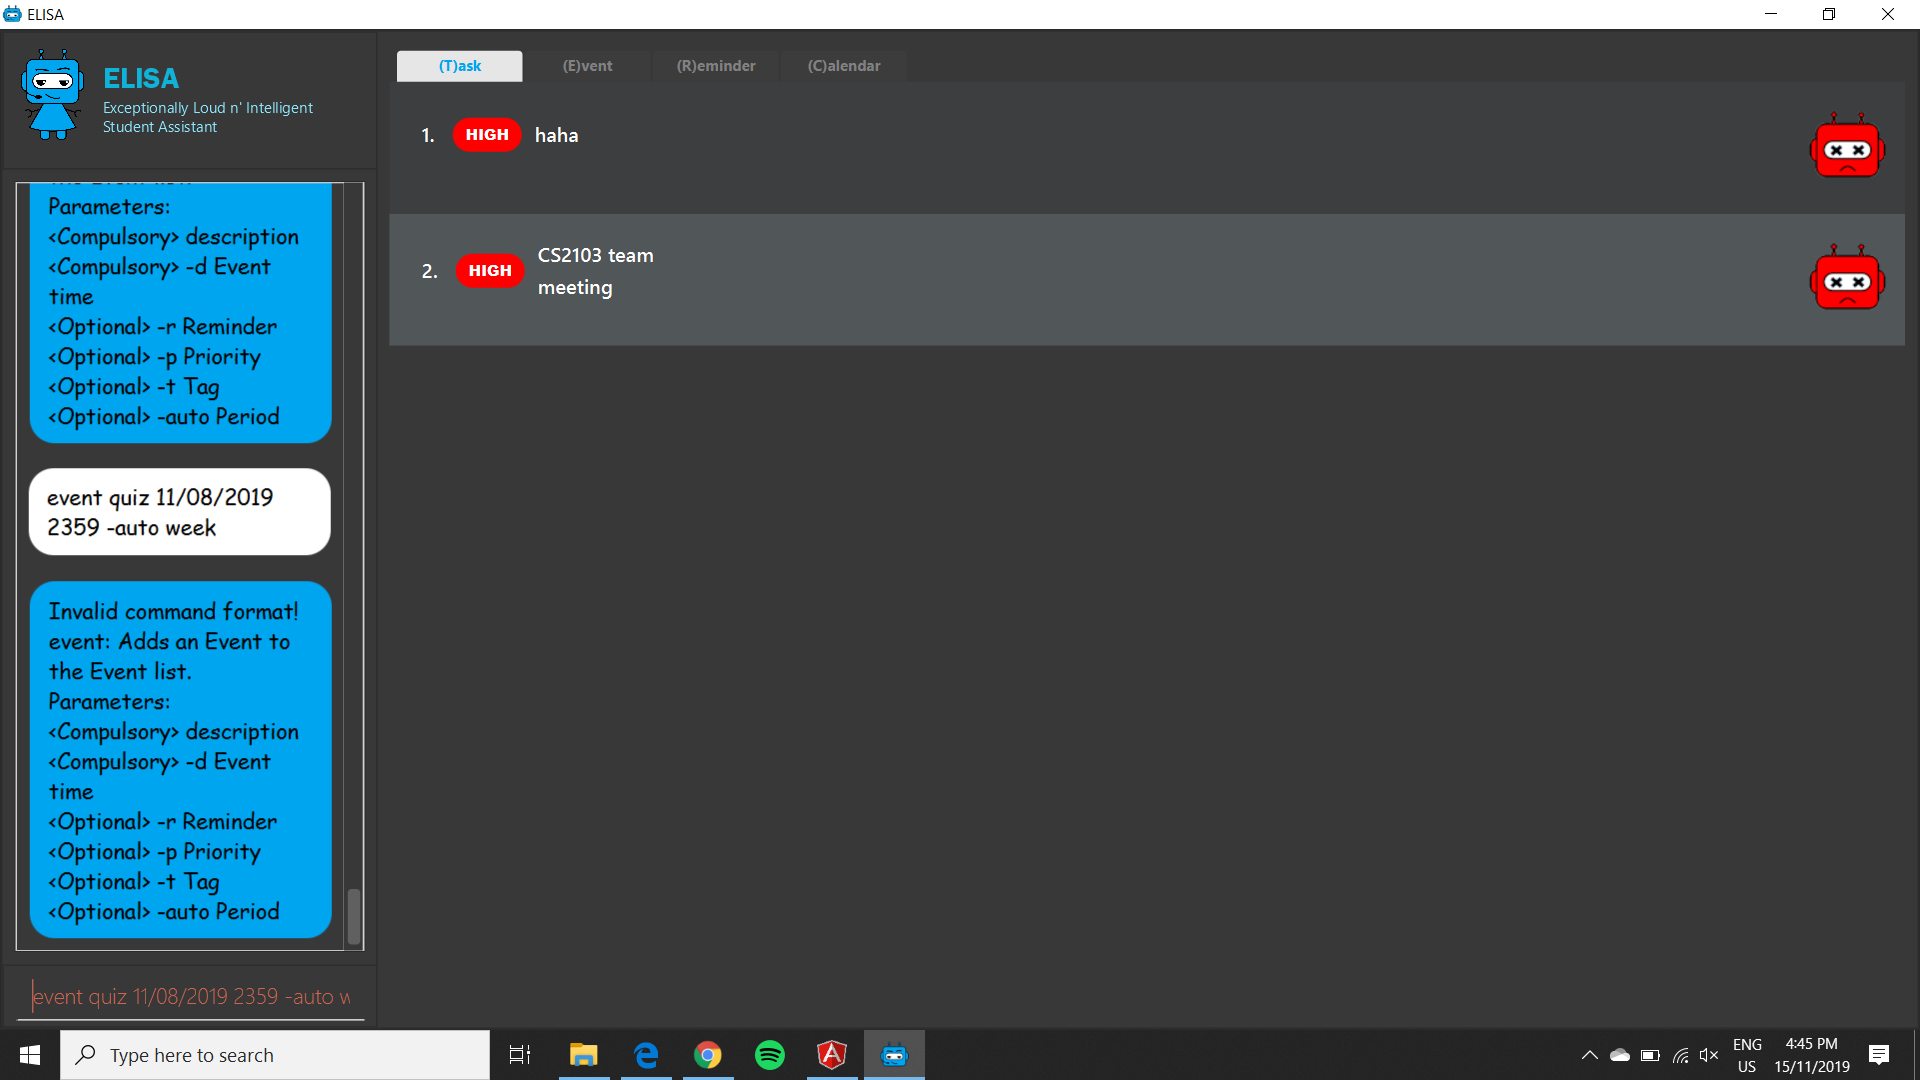 ELISA
ELISA
Exceptionally Loud n' Intelligent
Student Assistant
Parameters:
<Compulsory> description
<Compulsory> -d Event
time
<Optional> -r Reminder
<Optional> -p Priority
<Optional> -t Tag
<Optional> -auto Period
event quiz 11/08/2019
2359 -auto week
Invalid command format!
event: Adds an Event to
the Event list.
Parameters:
<Compulsory> description
<Compulsory> -d Event
time
<Optional> -r Reminder
<Optional> -p Priority
<Optional> -t Tag
<Optional> -auto Period
event quiz 11/08/2019 2359 -auto w
(T)ask (E)vent (R)eminder (C)alendar
1. HIGH haha
2. HIGH CS2103 team
meeting
Type here to search
ENG
US
4:45 PM
15/11/2019